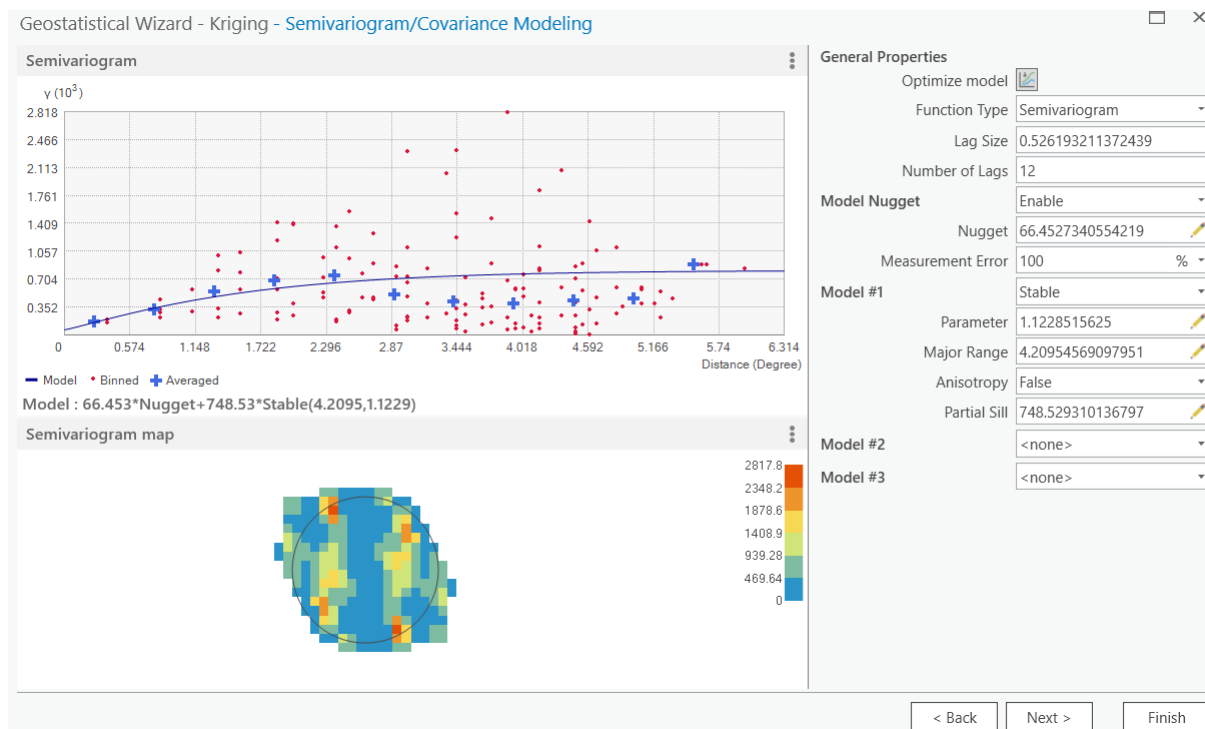 Geostatistical Wizard - Kriging - Semivariogram/Covariance Modeling
Semivariogram
γ (10³)
2.818
2.466
2.113
1.761
1.409
1.057
0.704
0.352
0 0.574 1.148 1.722 2.296 2.87 3.444 4.018 4.592 5.166 5.74 6.314
Distance (Degree)
Model Binned Averaged
Model : 66.453*Nugget+748.53*Stable(4.2095,1.1229)
Semivariogram map
2817.8
2348.2
1878.6
1408.9
939.28
469.64
0
General Properties
Optimize model
Function Type Semivariogram
Lag Size 0.526193211372439
Number of Lags 12
Model Nugget Enable
Nugget 66.4527340554219
Measurement Error 100 %
Model #1 Stable
Parameter 1.1228515625
Major Range 4.20954569097951
Anisotropy False
Partial Sill 748.529310136797
Model #2 <none>
Model #3 <none>
< Back Next > Finish